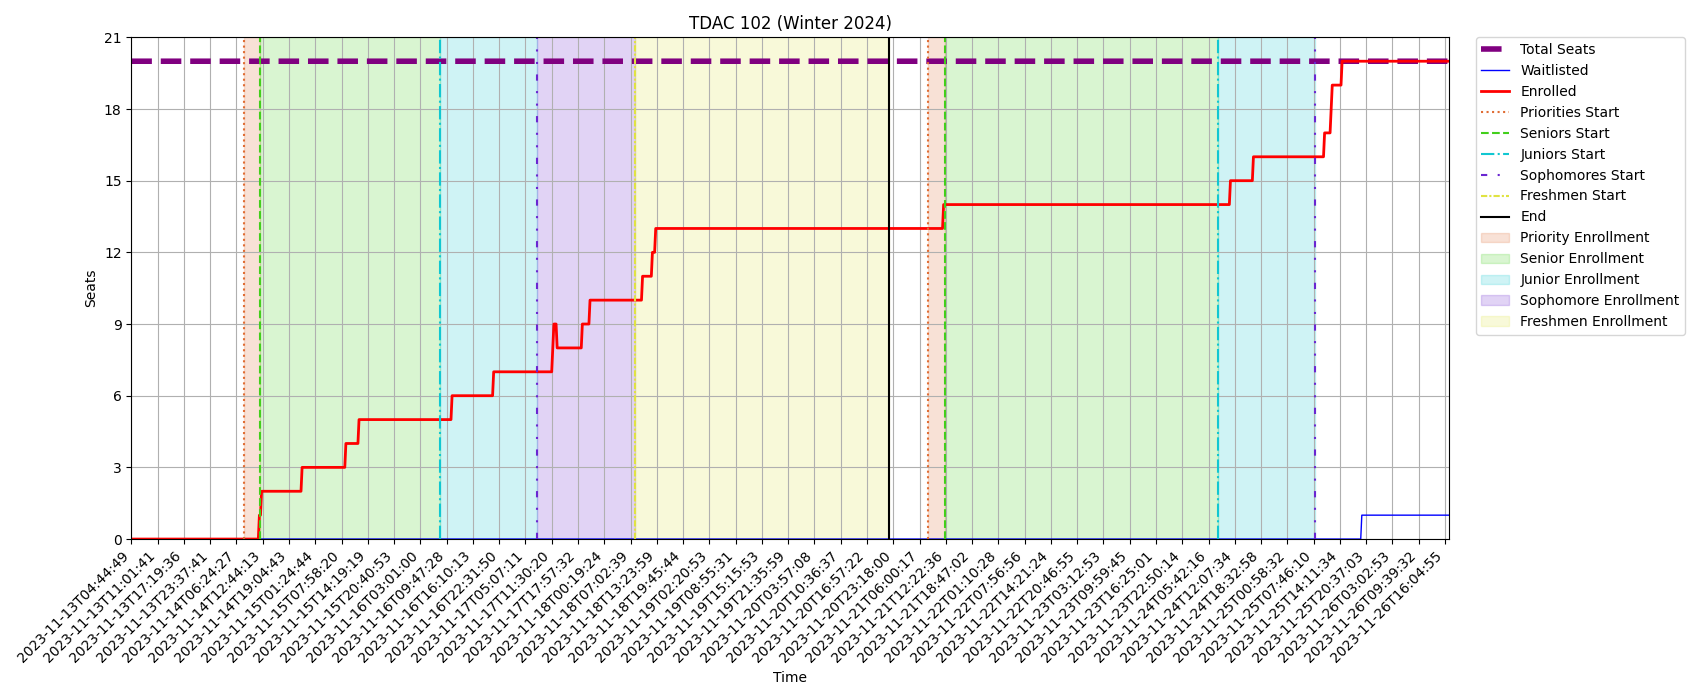 TDAC 102 (Winter 2024)
21
18
15
12
9
6
3
0
Seats
2023-11-13T04:44:49
2023-11-13T11:01:41
2023-11-13T17:19:36
2023-11-13T23:37:41
2023-11-14T06:24:27
2023-11-14T12:44:13
2023-11-14T19:04:43
2023-11-15T01:24:44
2023-11-15T07:58:20
2023-11-15T14:19:19
2023-11-15T20:40:53
2023-11-16T03:01:00
2023-11-16T09:47:28
2023-11-16T16:10:13
2023-11-16T22:31:50
2023-11-17T05:07:11
2023-11-17T11:30:20
2023-11-17T17:57:32
2023-11-18T00:19:24
2023-11-18T07:02:39
2023-11-18T13:23:59
2023-11-18T19:45:44
2023-11-19T02:20:53
2023-11-19T08:55:31
2023-11-19T15:15:53
2023-11-19T21:35:59
2023-11-20T03:57:08
2023-11-20T10:36:37
2023-11-20T16:57:22
2023-11-20T23:18:00
2023-11-21T06:00:17
2023-11-21T12:22:36
2023-11-21T18:47:02
2023-11-22T01:10:28
2023-11-22T07:56:56
2023-11-22T14:21:24
2023-11-22T20:46:55
2023-11-23T03:12:53
2023-11-23T09:59:45
2023-11-23T16:25:01
2023-11-23T22:50:14
2023-11-24T05:42:16
2023-11-24T12:07:34
2023-11-24T18:32:58
2023-11-25T00:58:32
2023-11-25T07:46:10
2023-11-25T14:11:34
2023-11-25T20:37:03
2023-11-26T03:02:53
2023-11-26T09:39:32
2023-11-26T16:04:55
Time
Total Seats
Waitlisted
Enrolled
Priorities Start
Seniors Start
Juniors Start
Sophomores Start
Freshmen Start
End
Priority Enrollment
Senior Enrollment
Junior Enrollment
Sophomore Enrollment
Freshmen Enrollment